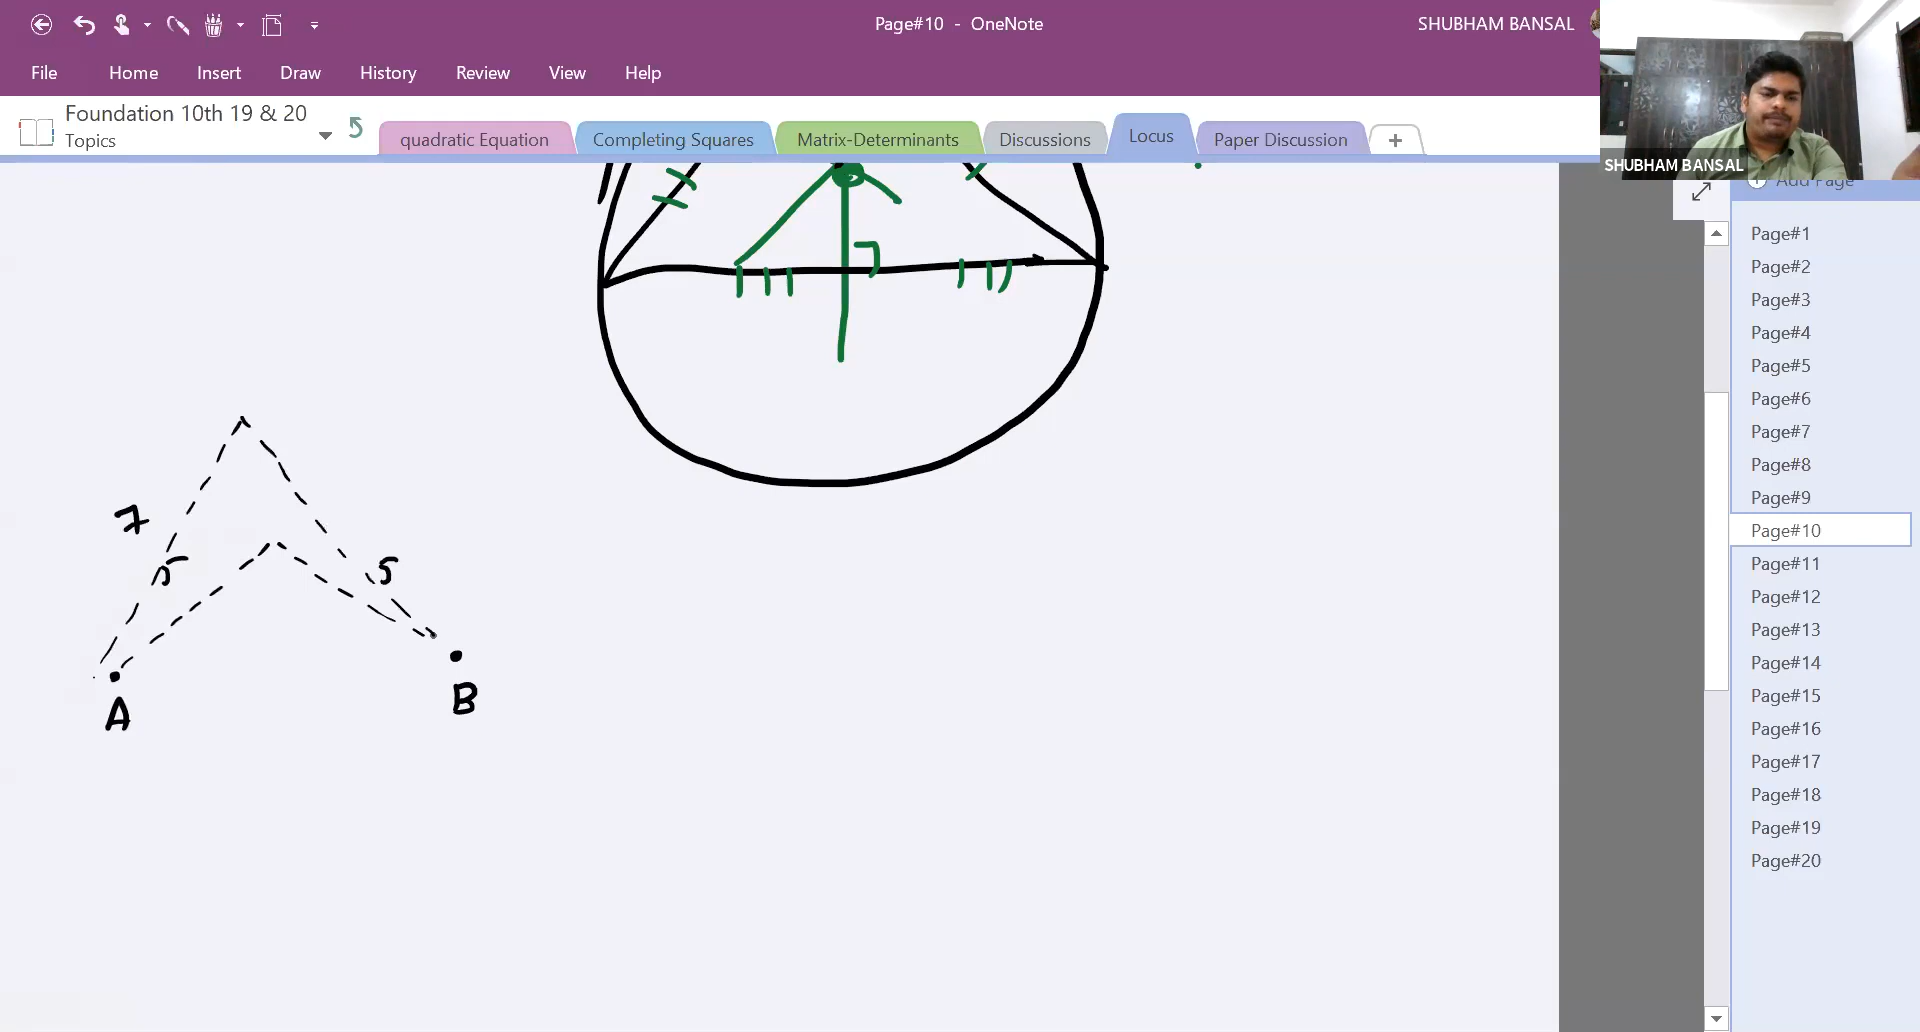 Page#10 - OneNote
SHUBHAM BANSAL
File Home Insert Draw History Review View Help
SHUBHAM BANSAL
Foundation 10th 19 & 20
Topics
quadratic Equation
Completing Squares
Matrix-Determinants
Discussions
Locus
Paper Discussion
+
Add Page
Page#1
Page#2
Page#3
Page#4
Page#5
Page#6
Page#7
Page#8
Page#9
Page#10
Page#11
Page#12
Page#13
Page#14
Page#15
Page#16
Page#17
Page#18
Page#19
Page#20
7
5
5
A
B